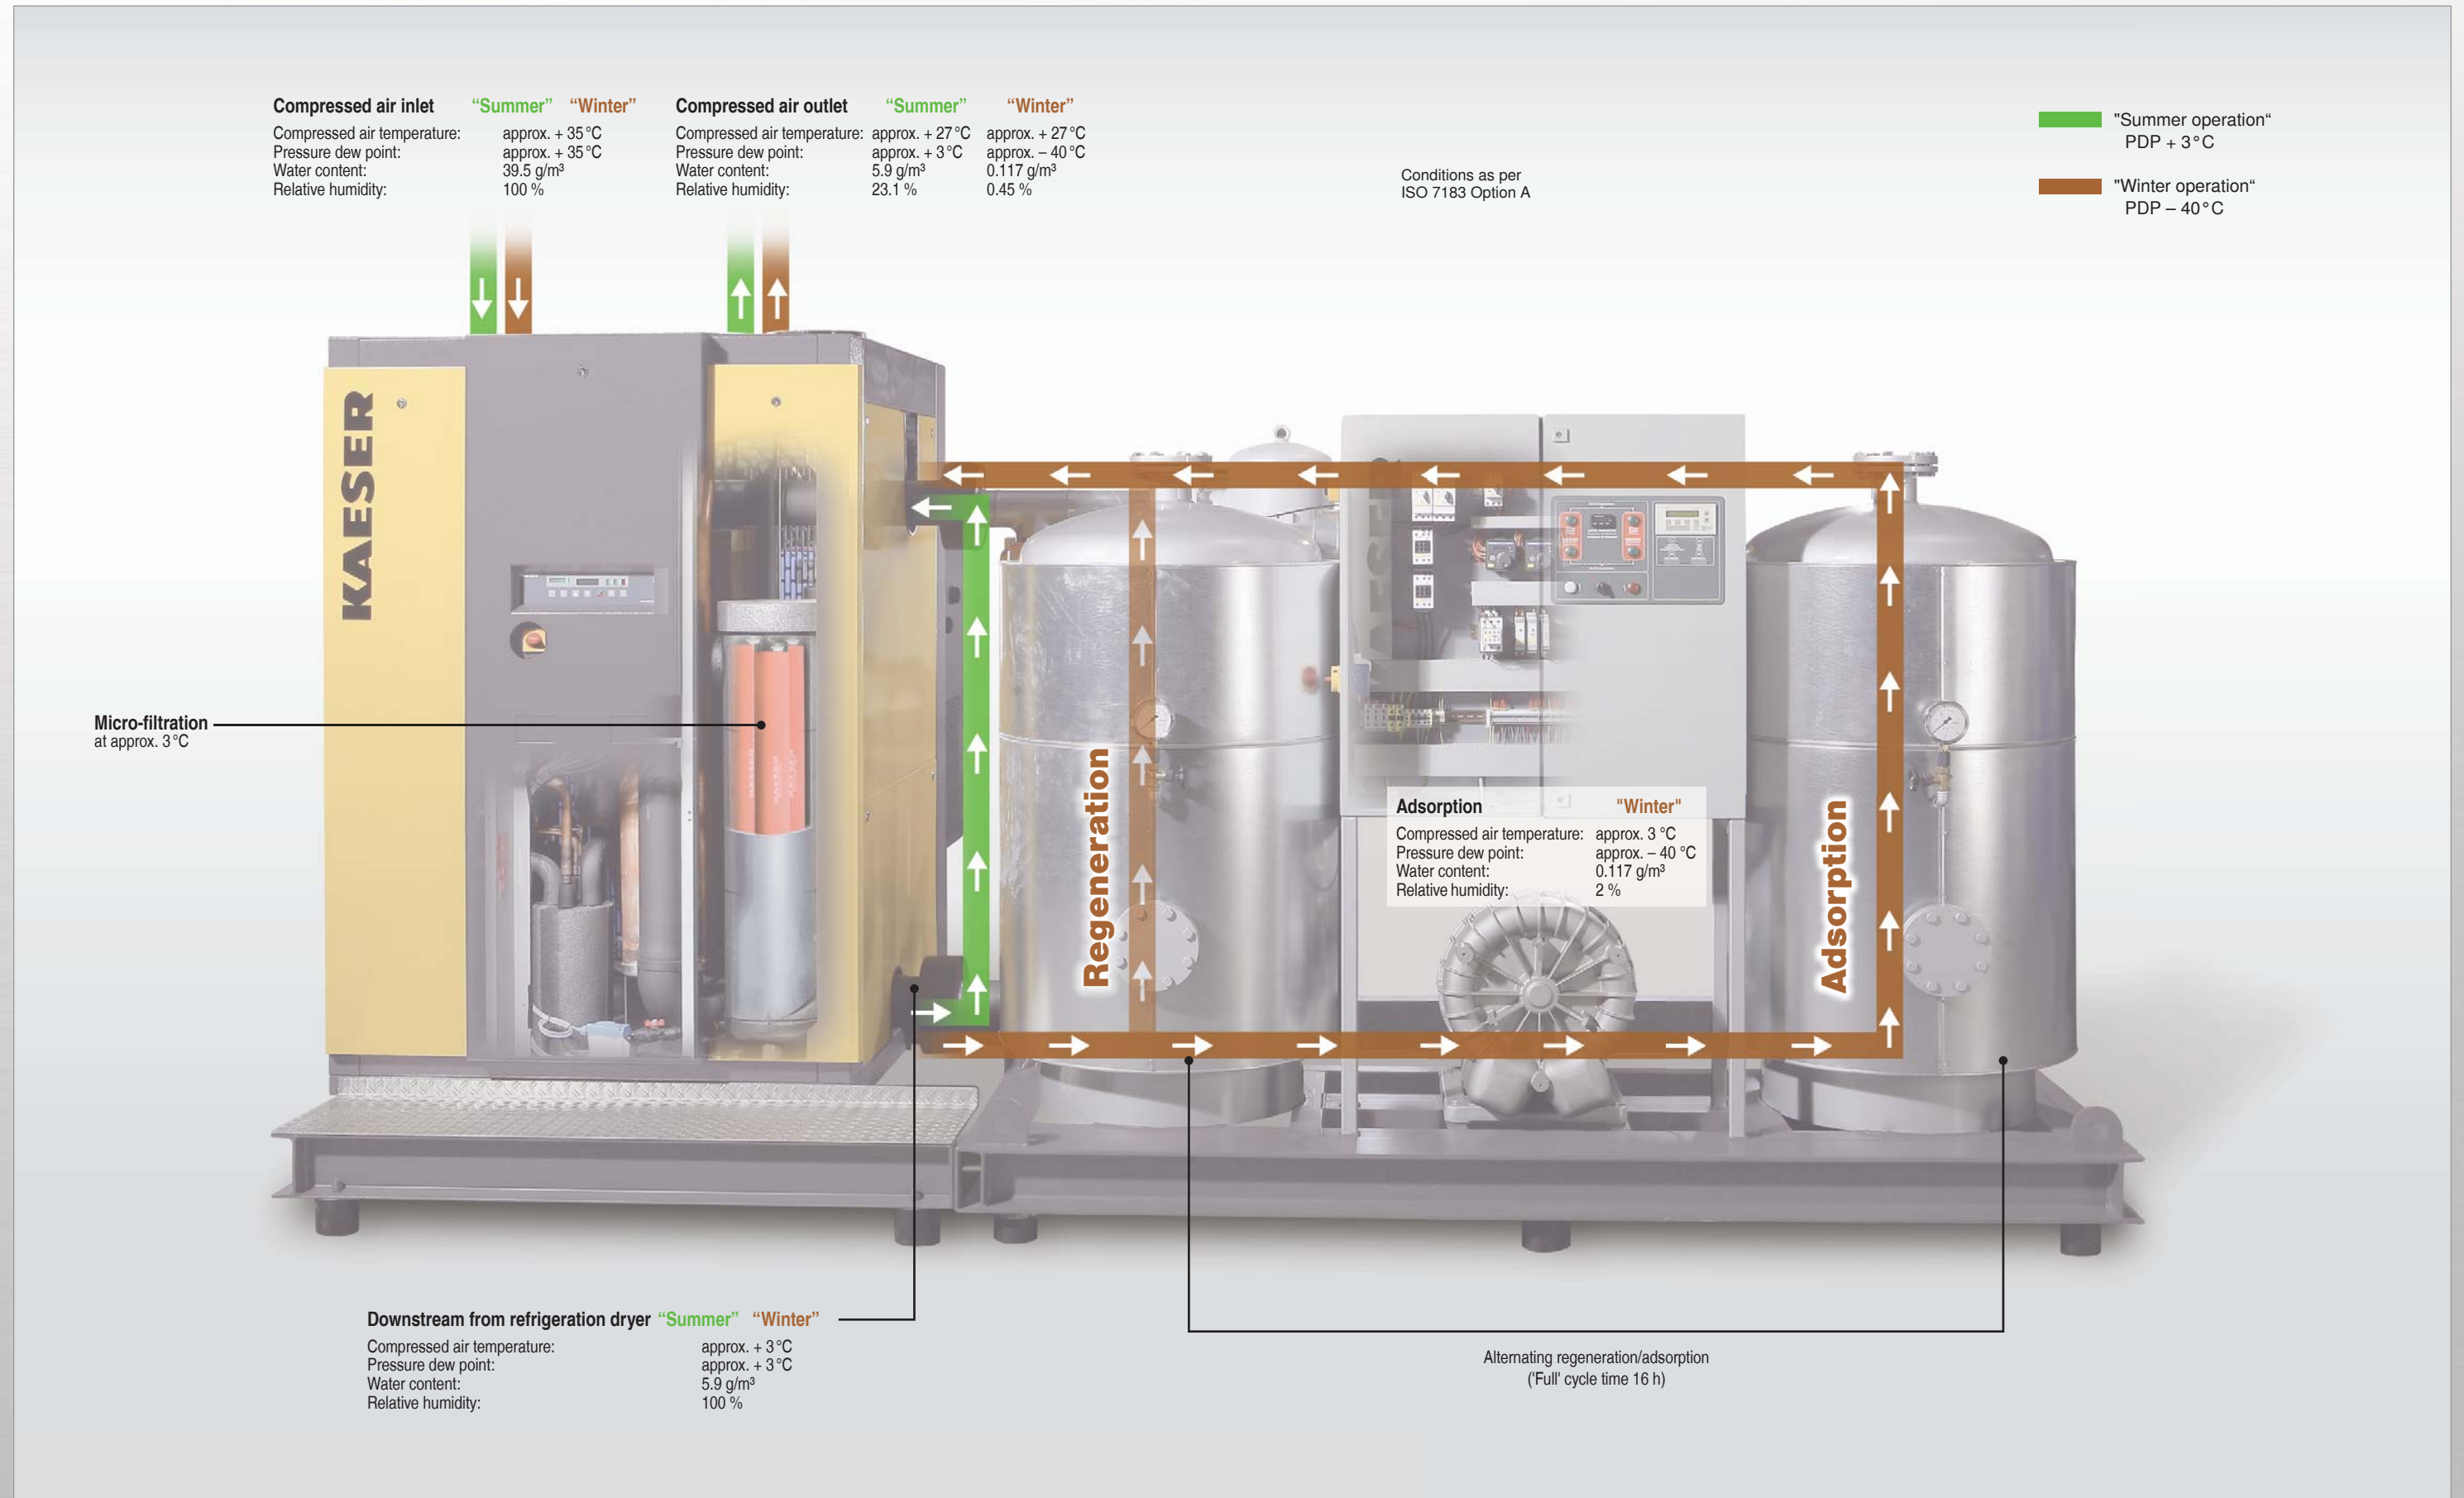 Compressed air inlet “Summer” “Winter”
Compressed air temperature: approx. + 35 °C
Pressure dew point: approx. + 35 °C
Water content: 39.5 g/m³
Relative humidity: 100 %
Compressed air outlet “Summer” “Winter”
Compressed air temperature: approx. + 27 °C approx. + 27 °C
Pressure dew point: approx. + 3 °C approx. – 40 °C
Water content: 5.9 g/m³ 0.117 g/m³
Relative humidity: 23.1 % 0.45 %
Conditions as per
ISO 7183 Option A
"Summer operation“
PDP + 3°C
"Winter operation“
PDP – 40°C
KAESER
Micro-filtration
at approx. 3 °C
Regeneration
Adsorption "Winter"
Compressed air temperature: approx. 3 °C
Pressure dew point: approx. – 40 °C
Water content: 0.117 g/m³
Relative humidity: 2 %
Adsorption
Downstream from refrigeration dryer “Summer” “Winter”
Compressed air temperature: approx. + 3 °C
Pressure dew point: approx. + 3 °C
Water content: 5.9 g/m³
Relative humidity: 100 %
Alternating regeneration/adsorption
('Full' cycle time 16 h)